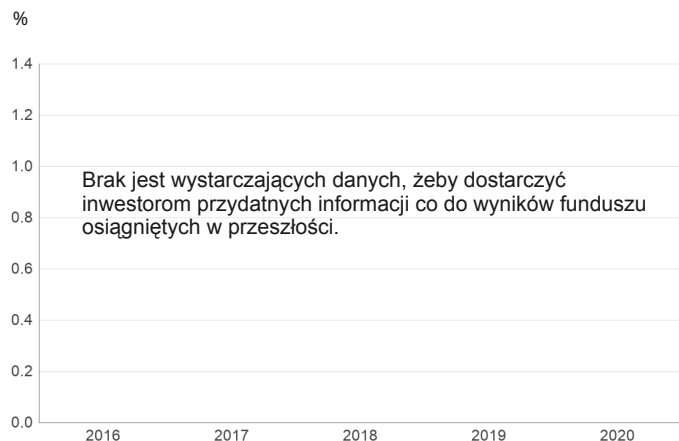 %
1.4
1.2
1.0
Brak jest wystarczających danych, żeby dostarczyć
inwestorom przydatnych informacji co do wyników funduszu
0.8
osiągniętych w przeszłości.
0.6
0.4
0.2
0.0
2016 2017 2018 2019 2020